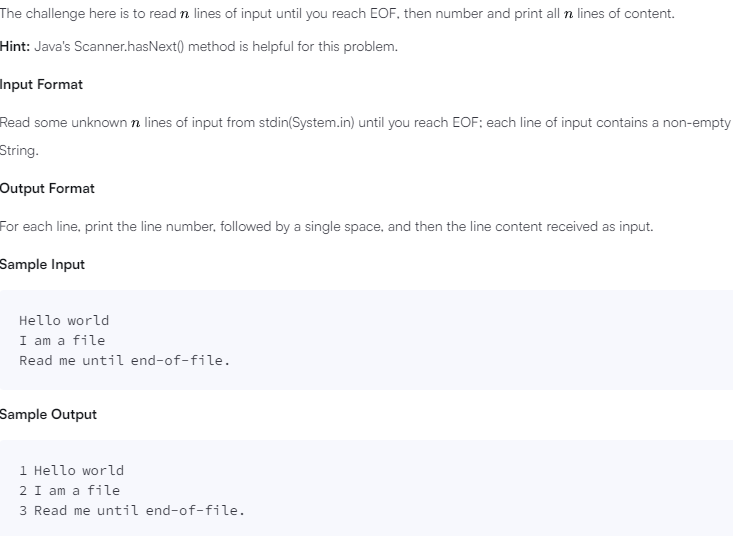 The challenge here is to read n lines of input until you reach EOF, then number and print all n lines of content.
Hint: Java's Scanner.hasNext() method is helpful for this problem.
Input Format
Read some unknown n lines of input from stdin(System.in) until you reach EOF; each line of input contains a non-empty
String.
Output Format
For each line, print the line number, followed by a single space, and then the line content received as input.
Sample Input
Hello world
I am a file
Read me until end-of-file.
Sample Output
1 Hello world
2 I am a file
3 Read me until end-of-file.